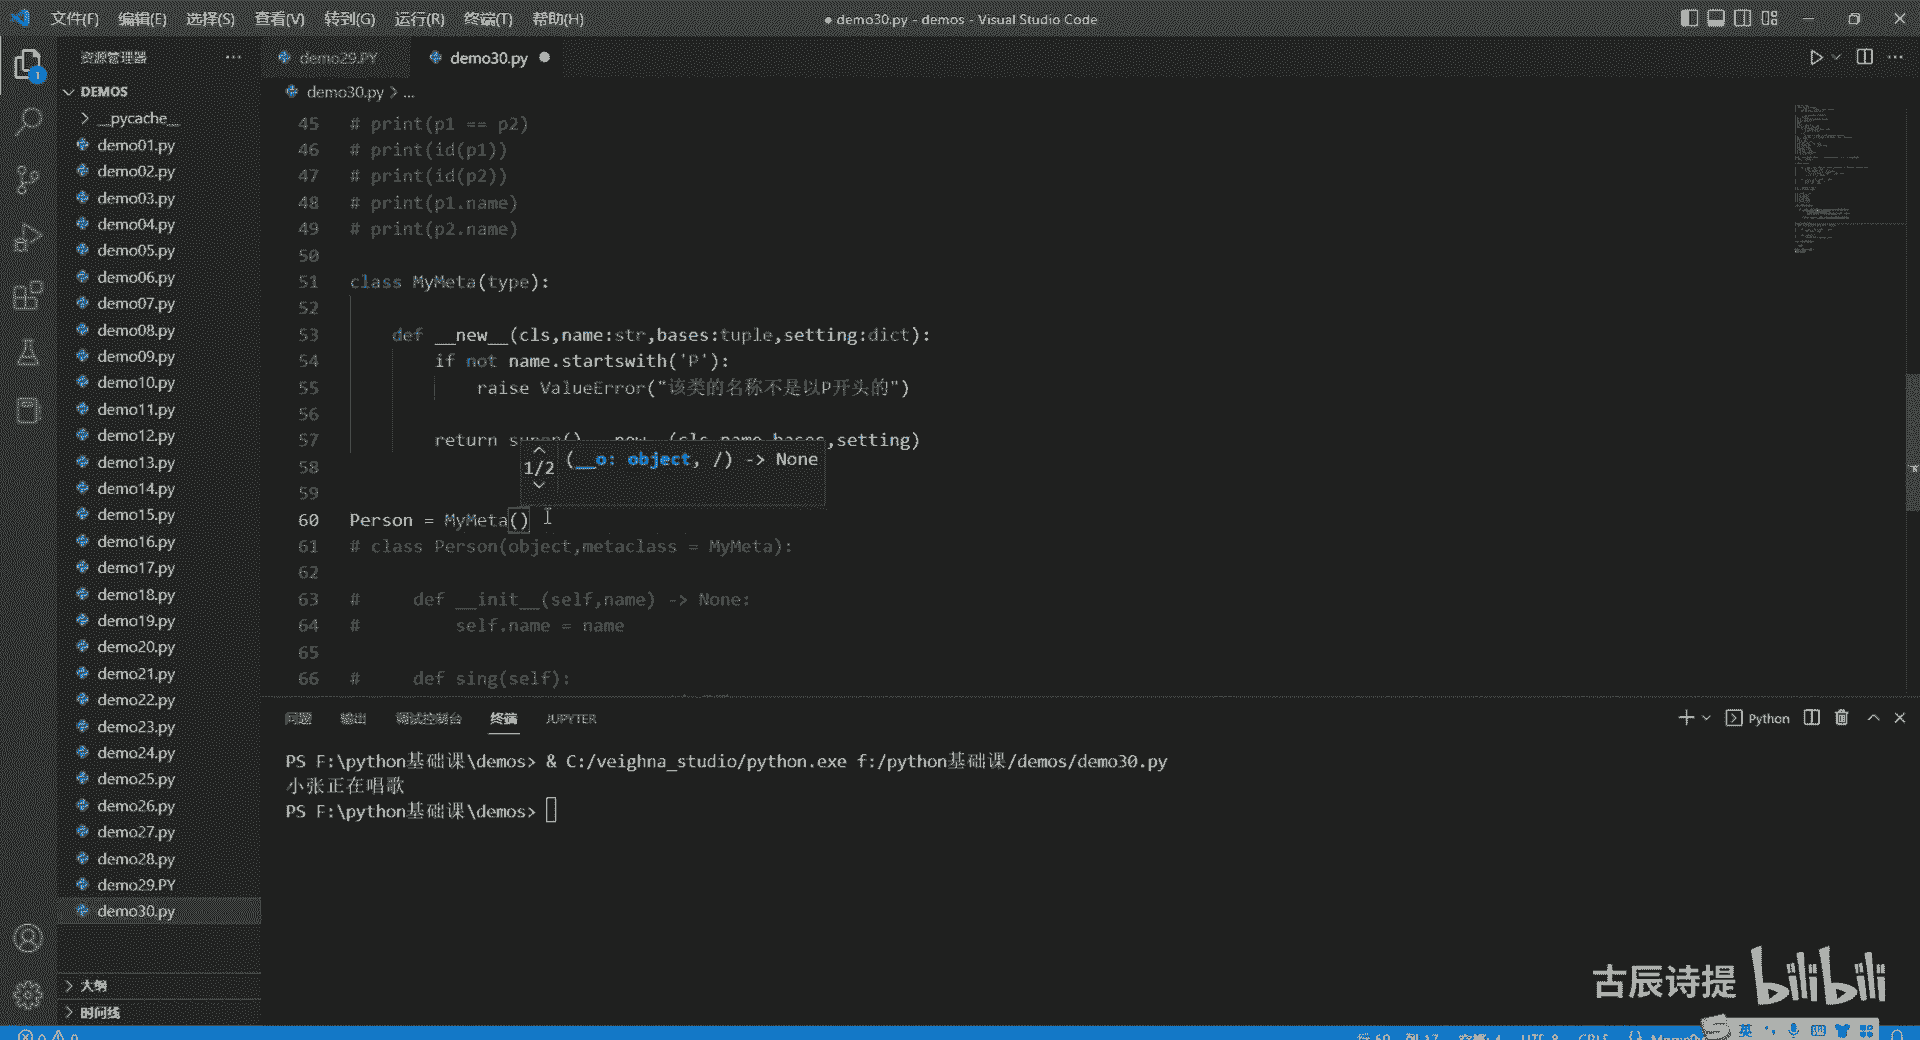 文件(F) 编辑(E) 选择(S) 查看(V) 转到(G) 运行(R) 终端(T) 帮助(H)
● demo30.py - demos - Visual Studio Code
资源管理器
demo29.PY
demo30.py
1
DEMOS
demo30.py > ...
__pycache__
demo01.py
demo02.py
demo03.py
demo04.py
demo05.py
demo06.py
demo07.py
demo08.py
demo09.py
demo10.py
demo11.py
demo12.py
demo13.py
demo14.py
demo15.py
demo16.py
demo17.py
demo18.py
demo19.py
demo20.py
demo21.py
demo22.py
demo23.py
demo24.py
demo25.py
demo26.py
demo27.py
demo28.py
demo29.PY
demo30.py
大纲
时间线
45 # print(p1 == p2)
46 # print(id(p1))
47 # print(id(p2))
48 # print(p1.name)
49 # print(p2.name)
50
51 class MyMeta(type):
52
53 def __new__(cls,name:str,bases:tuple,setting:dict):
54 if not name.startswith('P'):
55 raise ValueError("该类的名称不是以P开头的")
56
57 return super().__new__(cls,name,bases,setting)
58
1/2 (__o: object, /) -> None
59
60 Person = MyMeta()
61 # class Person(object,metaclass = MyMeta):
62
63 # def __init__(self,name) -> None:
64 # self.name = name
65
66 # def sing(self):
问题 输出 调试控制台 终端 JUPYTER
Python
PS F:\python基础课\demos> & C:/veighna_studio/python.exe f:/python基础课/demos/demo30.py
小张正在唱歌
PS F:\python基础课\demos>
古辰诗提 bilibili
英